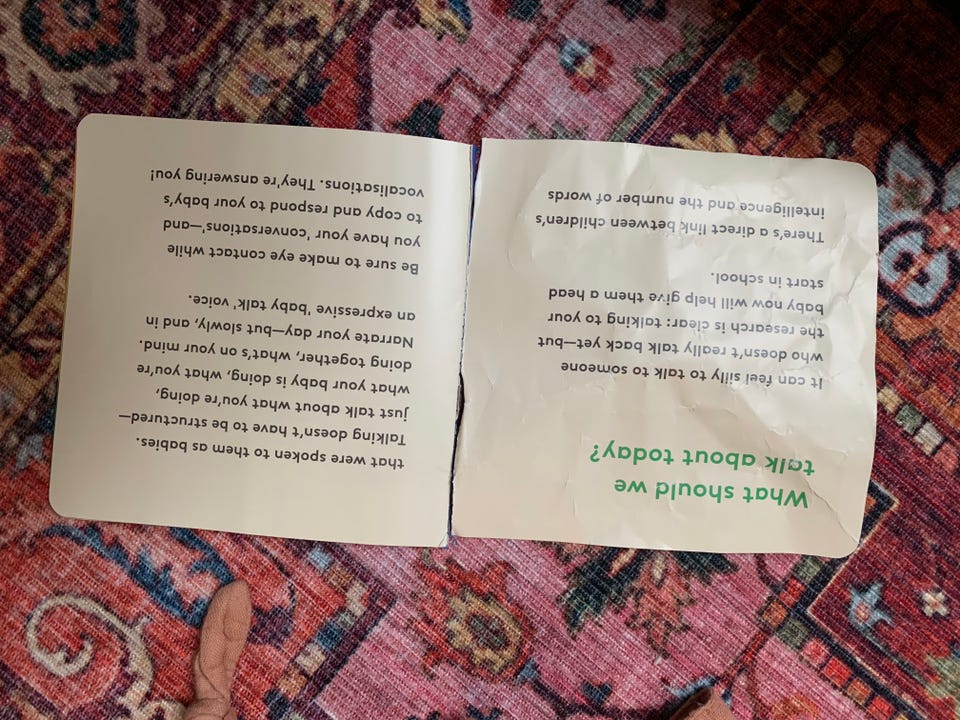 What should we
talk about today?
It can feel silly to talk to someone
who doesn't really talk back yet—but
the research is clear: talking to your
baby now will help give them a head
start in school.
There's a direct link between children's
intelligence and the number of words
that were spoken to them as babies.
Talking doesn't have to be structured—
just talk about what you're doing,
what your baby is doing, what you're
doing together, what's on your mind.
Narrate your day—but slowly, and in
an expressive 'baby talk' voice.
Be sure to make eye contact while
you have your 'conversations'—and
to copy and respond to your baby's
vocalisations. They're answering you!